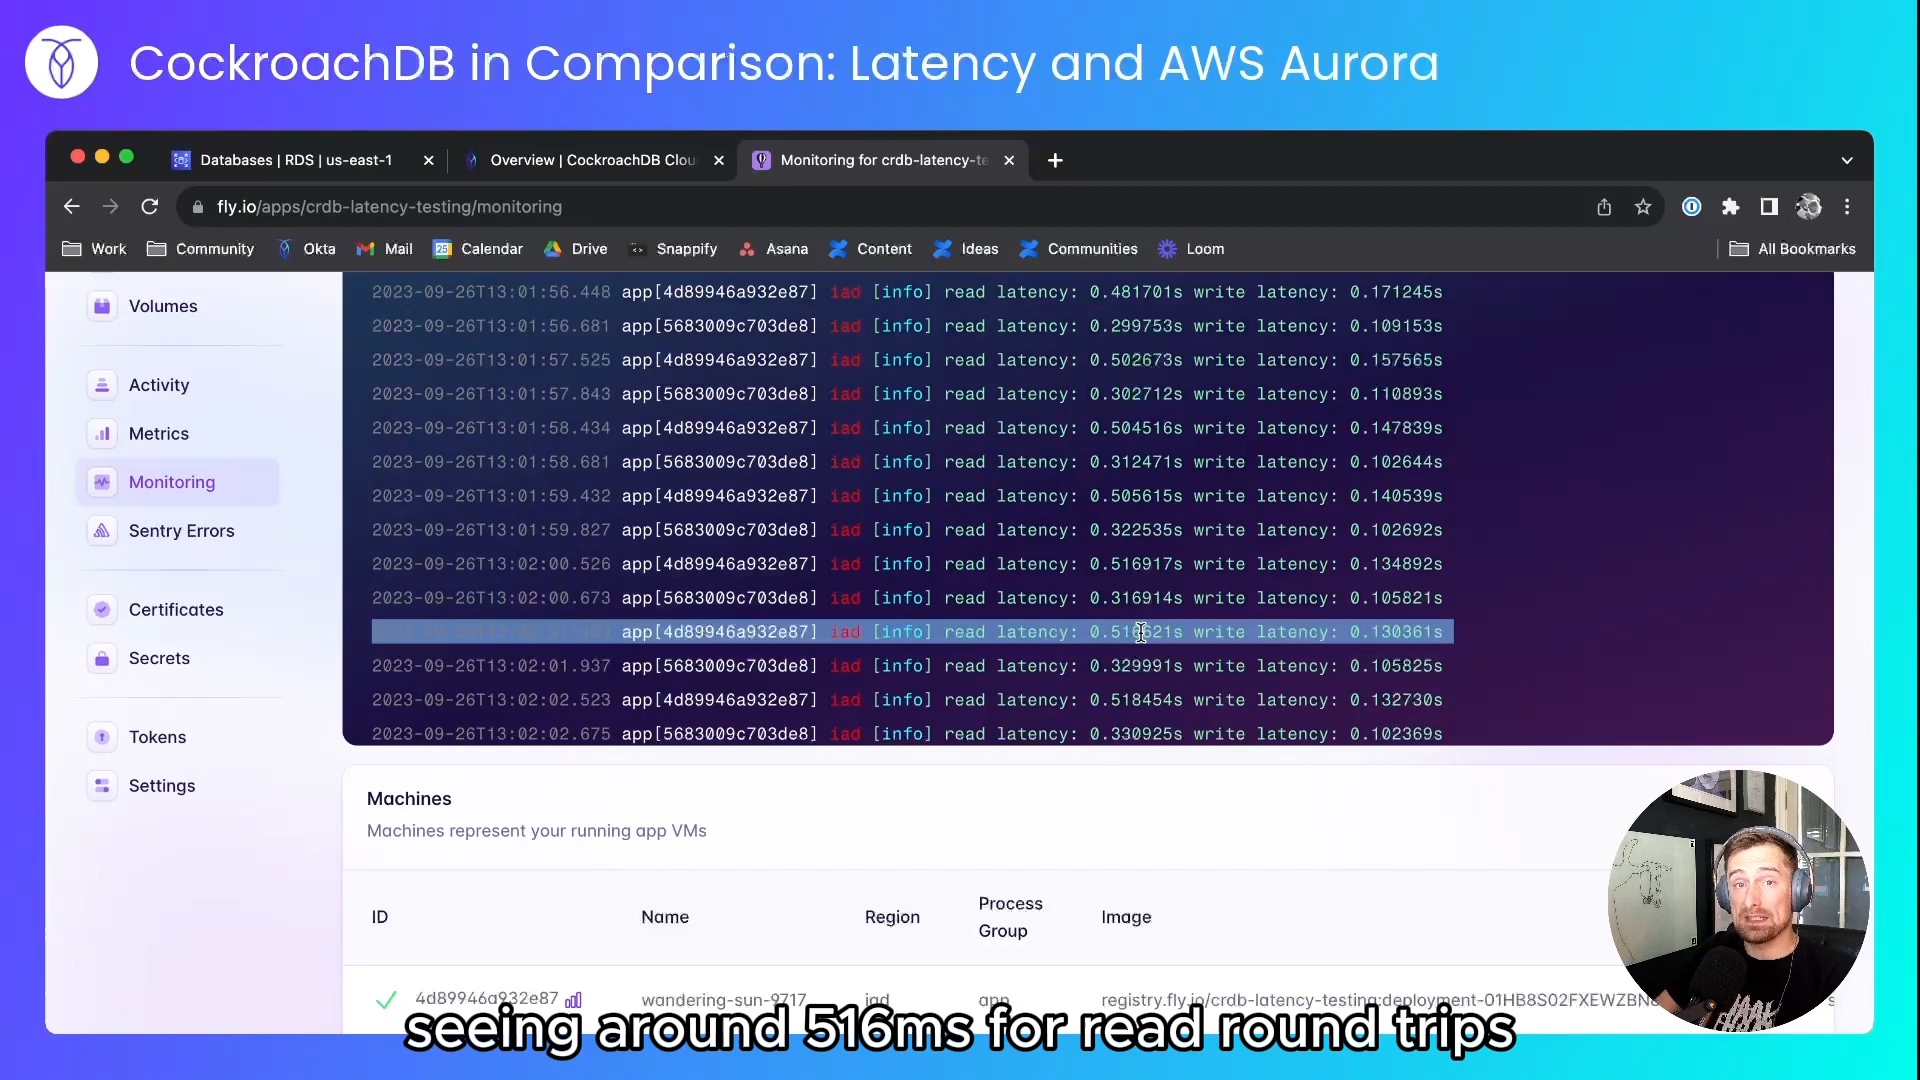 CockroachDB in Comparison: Latency and AWS Aurora
Databases | RDS | us-east-1
Overview | CockroachDB Clou
Monitoring for crdb-latency-te
fly.io/apps/crdb-latency-testing/monitoring
Work Community Okta Mail Calendar Drive Snappify Asana Content Ideas Communities Loom All Bookmarks
Volumes
Activity
Metrics
Monitoring
Sentry Errors
Certificates
Secrets
Tokens
Settings
2023-09-26T13:01:56.448 app[4d89946a932e87] iad [info] read latency: 0.481701s write latency: 0.171245s
2023-09-26T13:01:56.681 app[5683009c703de8] iad [info] read latency: 0.299753s write latency: 0.109153s
2023-09-26T13:01:57.525 app[4d89946a932e87] iad [info] read latency: 0.502673s write latency: 0.157565s
2023-09-26T13:01:57.843 app[5683009c703de8] iad [info] read latency: 0.302712s write latency: 0.110893s
2023-09-26T13:01:58.434 app[4d89946a932e87] iad [info] read latency: 0.504516s write latency: 0.147839s
2023-09-26T13:01:58.681 app[5683009c703de8] iad [info] read latency: 0.312471s write latency: 0.102644s
2023-09-26T13:01:59.432 app[4d89946a932e87] iad [info] read latency: 0.505615s write latency: 0.140539s
2023-09-26T13:01:59.827 app[5683009c703de8] iad [info] read latency: 0.322535s write latency: 0.102692s
2023-09-26T13:02:00.526 app[4d89946a932e87] iad [info] read latency: 0.516917s write latency: 0.134892s
2023-09-26T13:02:00.673 app[5683009c703de8] iad [info] read latency: 0.316914s write latency: 0.105821s
app[4d89946a932e87] iad [info] read latency: 0.516621s write latency: 0.130361s
2023-09-26T13:02:01.937 app[5683009c703de8] iad [info] read latency: 0.329991s write latency: 0.105825s
2023-09-26T13:02:02.523 app[4d89946a932e87] iad [info] read latency: 0.518454s write latency: 0.132730s
2023-09-26T13:02:02.675 app[5683009c703de8] iad [info] read latency: 0.330925s write latency: 0.102369s
Machines
Machines represent your running app VMs
ID Name Region Process Group Image
4d89946a932e87 wandering-sun-9717 iad app registry.fly.io/crdb-latency-testing:deployment-01HB8S02FXEWZBN
seeing around 516ms for read round trips